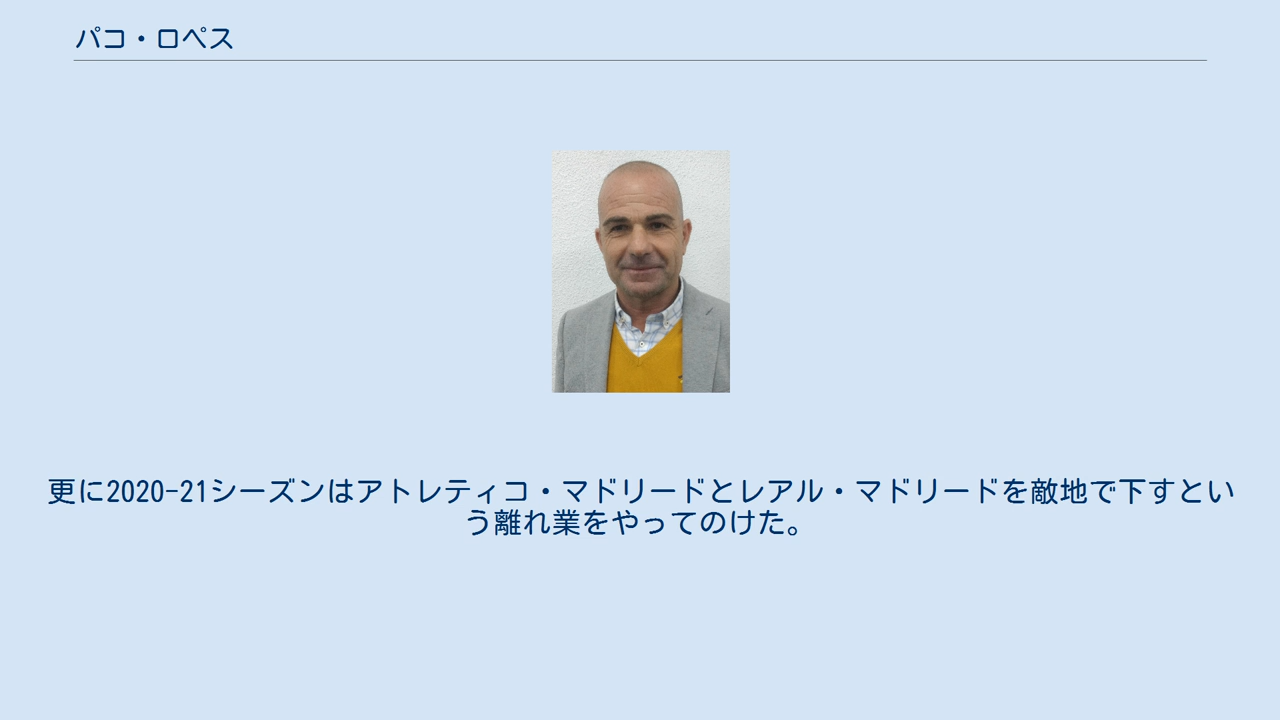 パコ・ロペス
更に2020-21シーズンはアトレティコ・マドリードとレアル・マドリードを敵地で下すとい
う離れ業をやってのけた。